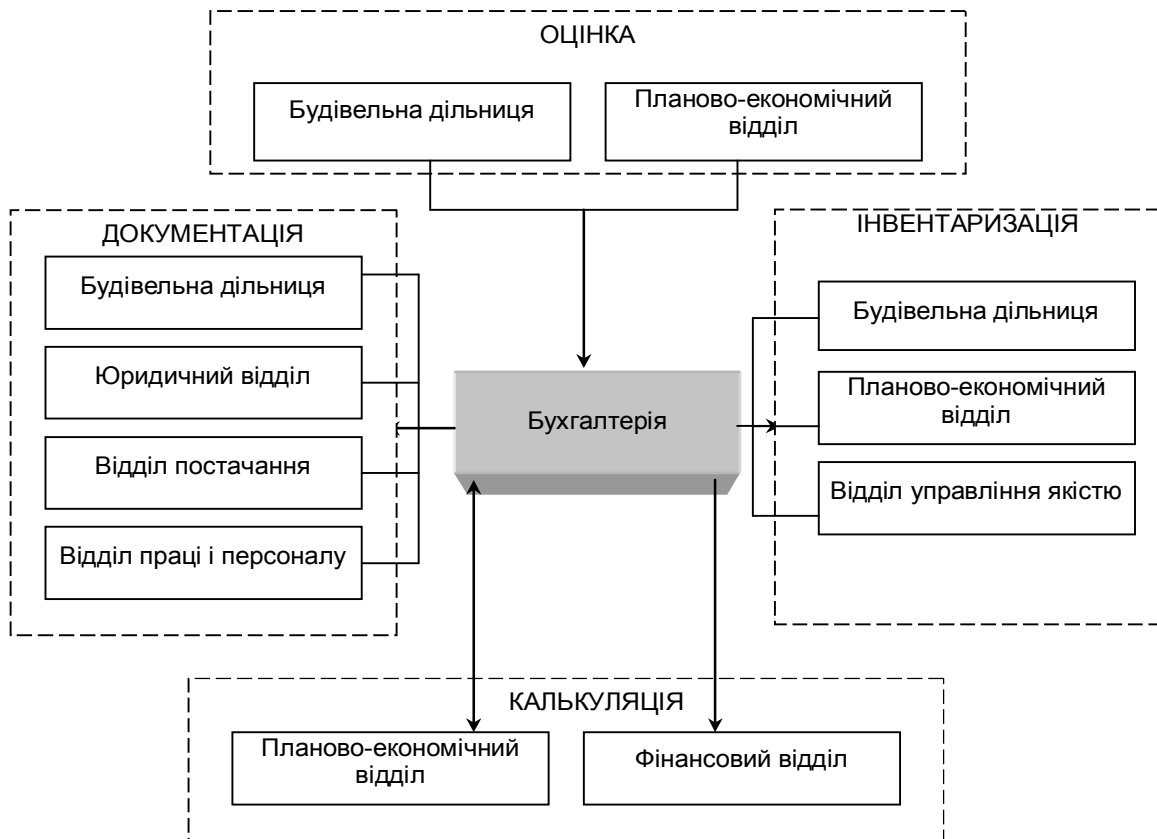 ОЦІНКА
Будівельна дільниця
Планово-економічний
відділ
ДОКУМЕНТАЦІЯ
Будівельна дільниця
Юридичний відділ
Відділ постачання
Відділ праці і персоналу
Бухгалтерія
ІНВЕНТАРИЗАЦІЯ
Будівельна дільниця
Планово-економічний
відділ
Відділ управління якістю
КАЛЬКУЛЯЦІЯ
Планово-економічний
відділ
Фінансовий відділ